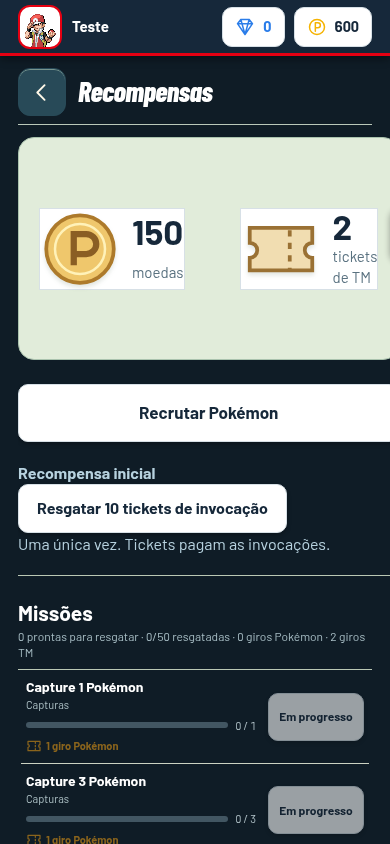 Teste
0
600
Recompensas
150
moedas
2
tickets
de TM
Recrutar Pokémon
Recompensa inicial
Resgatar 10 tickets de invocação
Uma única vez. Tickets pagam as invocações.
Missões
0 prontas para resgatar · 0/50 resgatadas · 0 giros Pokémon · 2 giros
TM
Capture 1 Pokémon
Capturas
0 / 1
Em progresso
1 giro Pokémon
Capture 3 Pokémon
Capturas
0 / 3
Em progresso
1 giro Pokémon